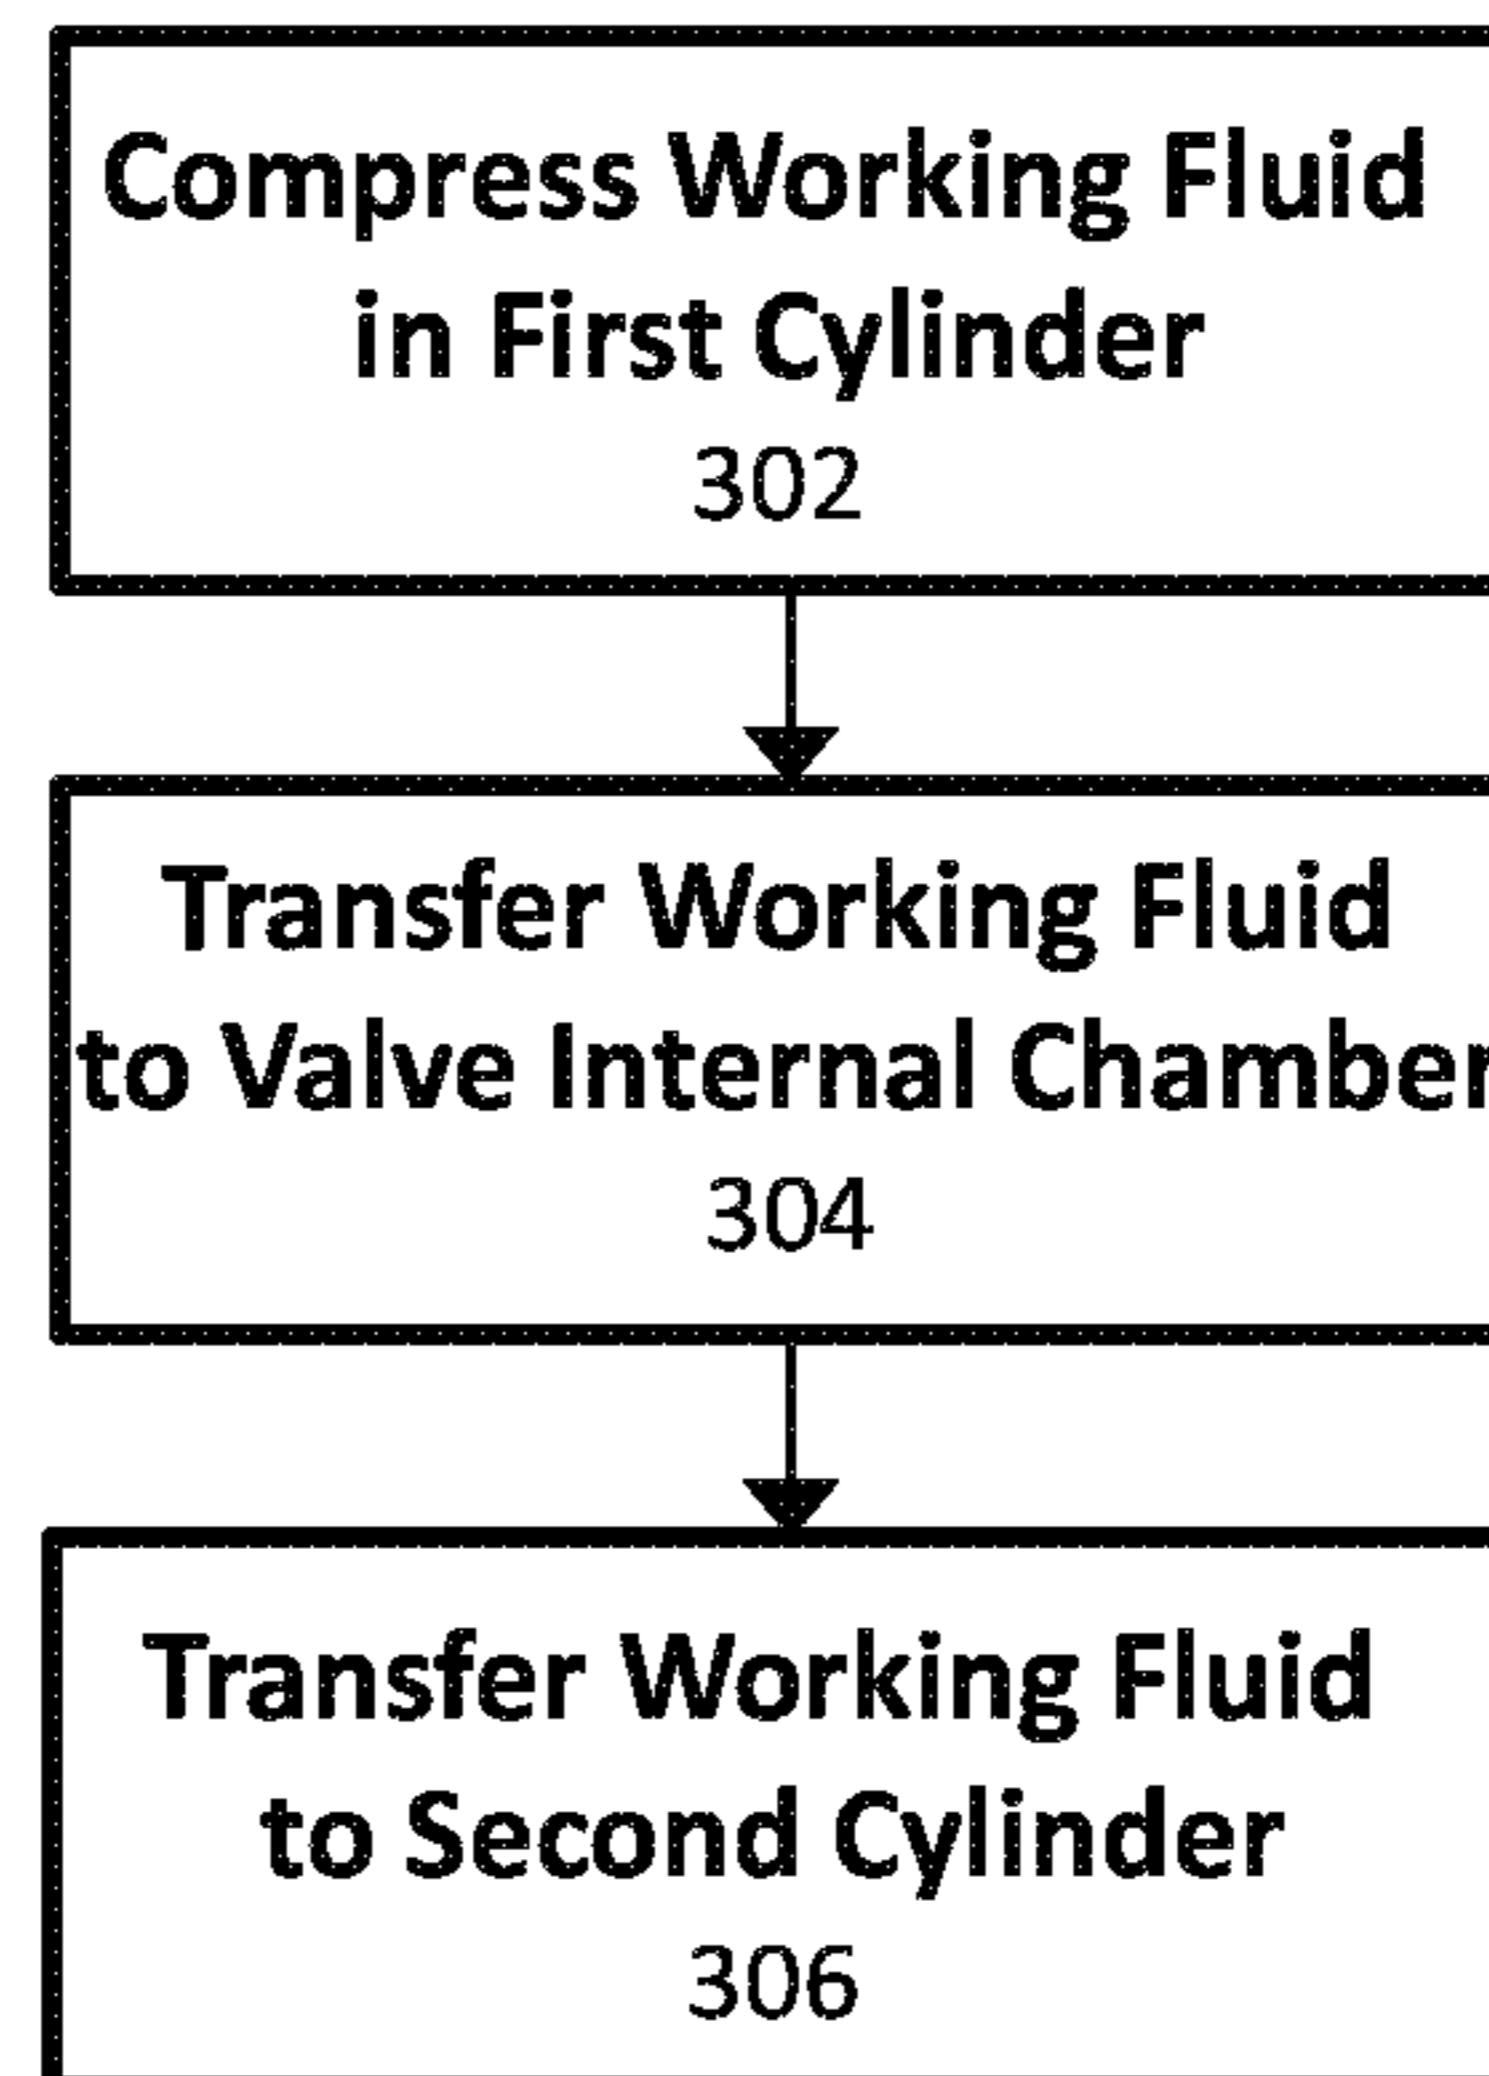 Compress Working Fluid
in First Cylinder
302
Transfer Working Fluid
to Valve Internal Chamber
304
Transfer Working Fluid
to Second Cylinder
306